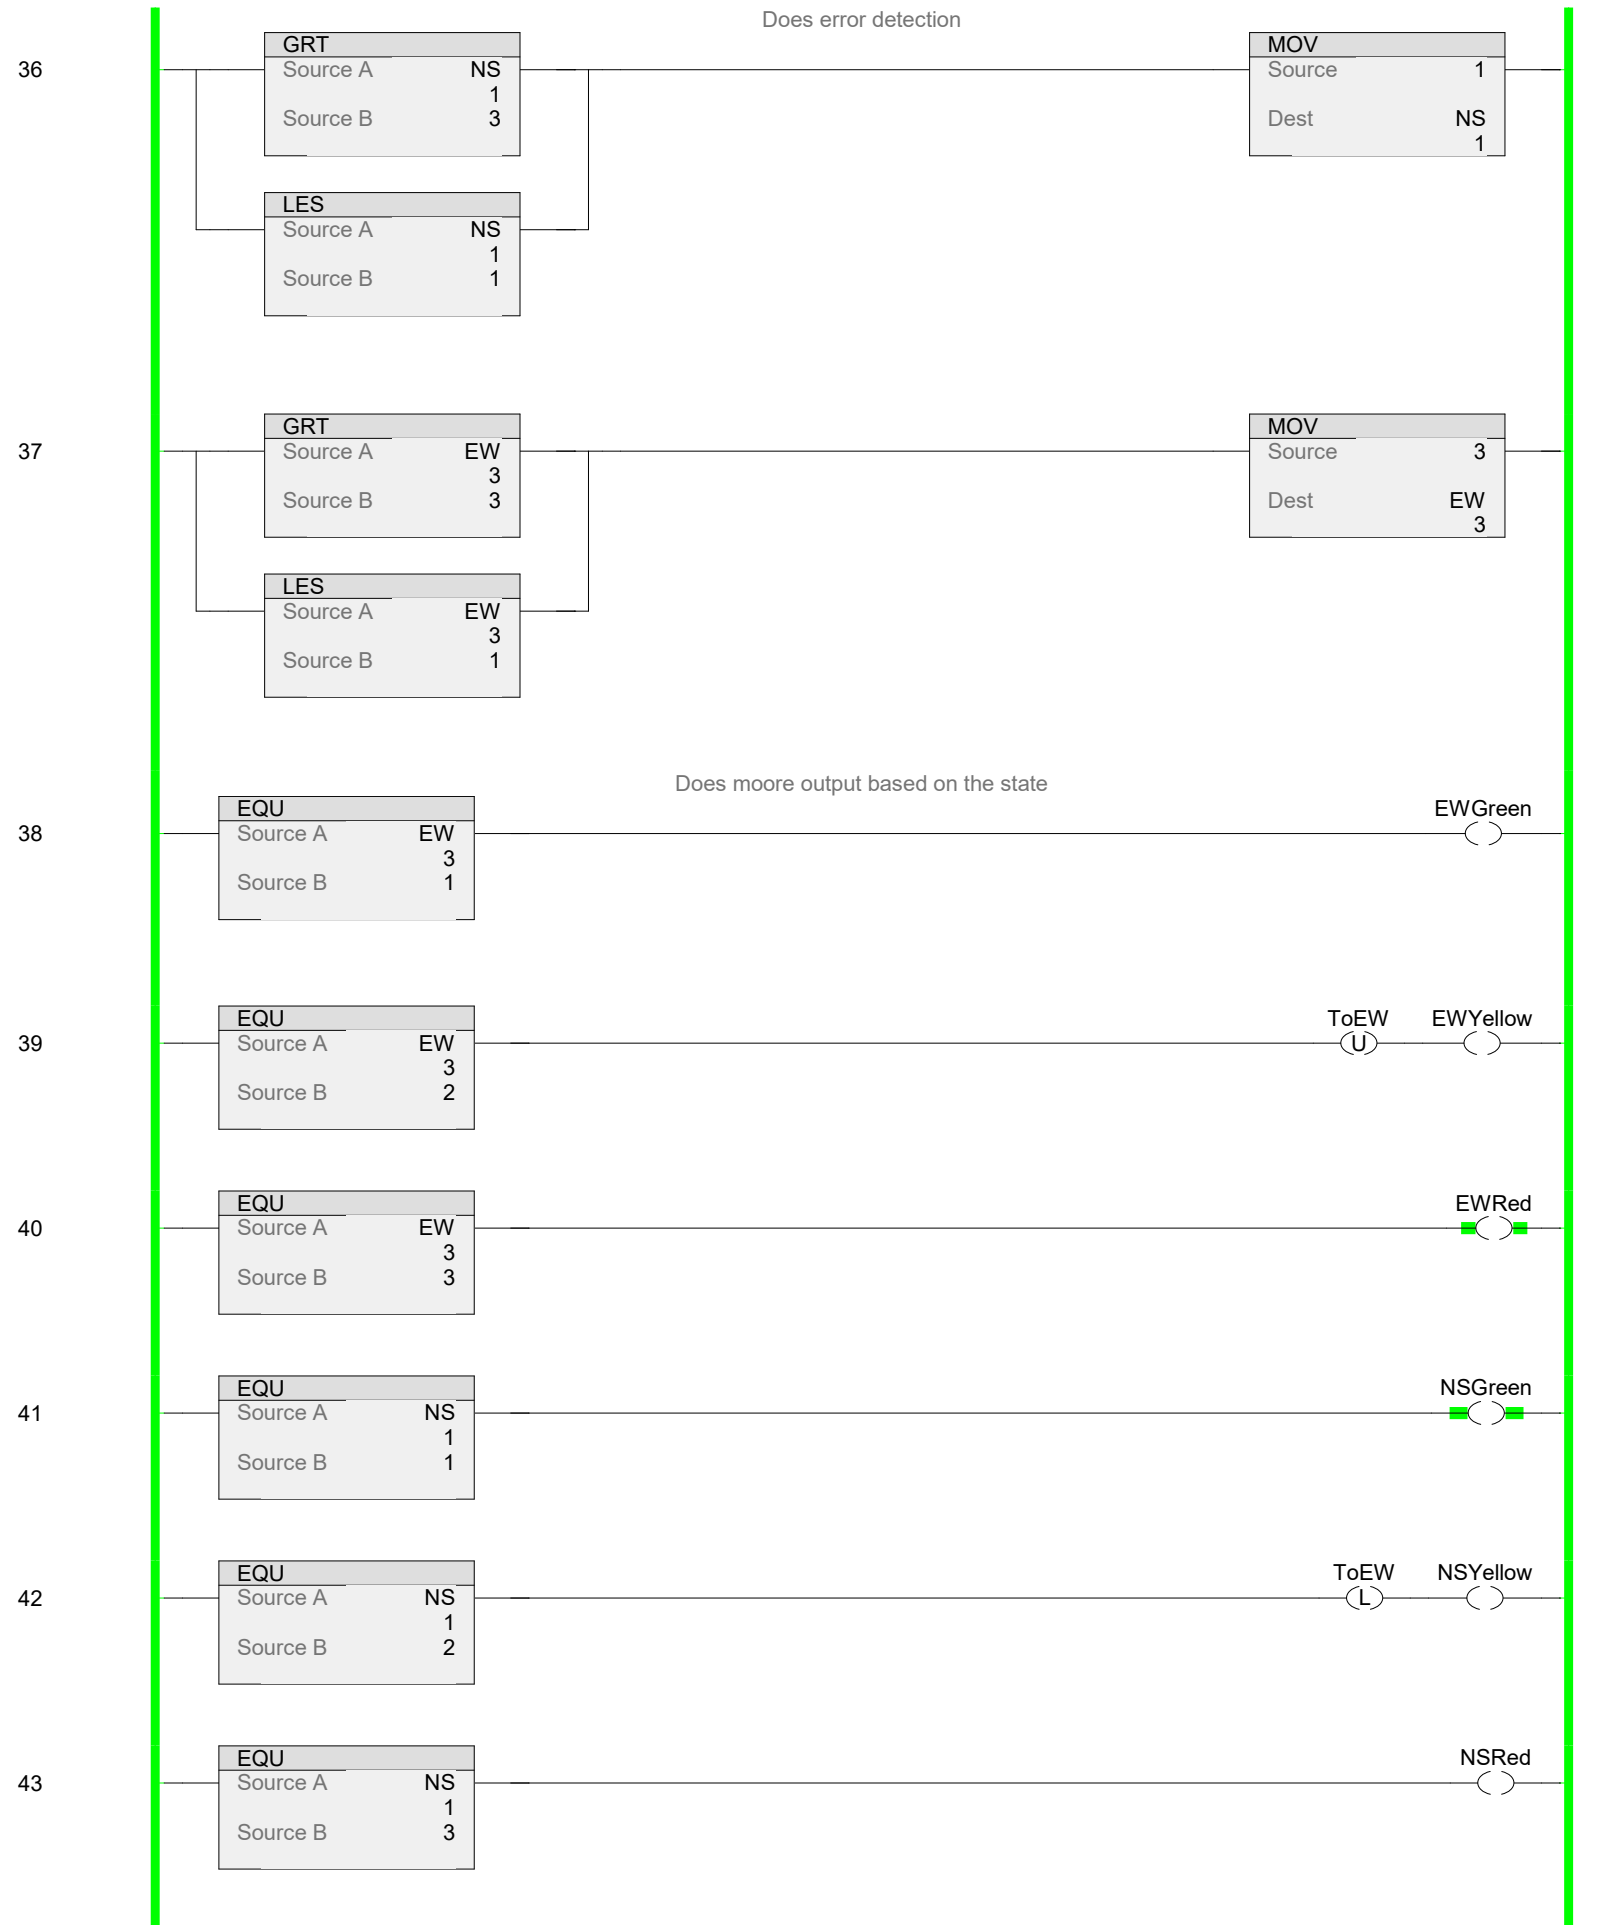 Does error detection
36
GRT
Source A NS
1
Source B 3
MOV
Source 1
Dest NS
1
LES
Source A NS
1
Source B 1
37
GRT
Source A EW
3
Source B 3
MOV
Source 3
Dest EW
3
LES
Source A EW
3
Source B 1
Does moore output based on the state
38
EQU
Source A EW
3
Source B 1
EWGreen
39
EQU
Source A EW
3
Source B 2
ToEW EWYellow
U
40
EQU
Source A EW
3
Source B 3
EWRed
41
EQU
Source A NS
1
Source B 1
NSGreen
42
EQU
Source A NS
1
Source B 2
ToEW NSYellow
L
43
EQU
Source A NS
1
Source B 3
NSRed